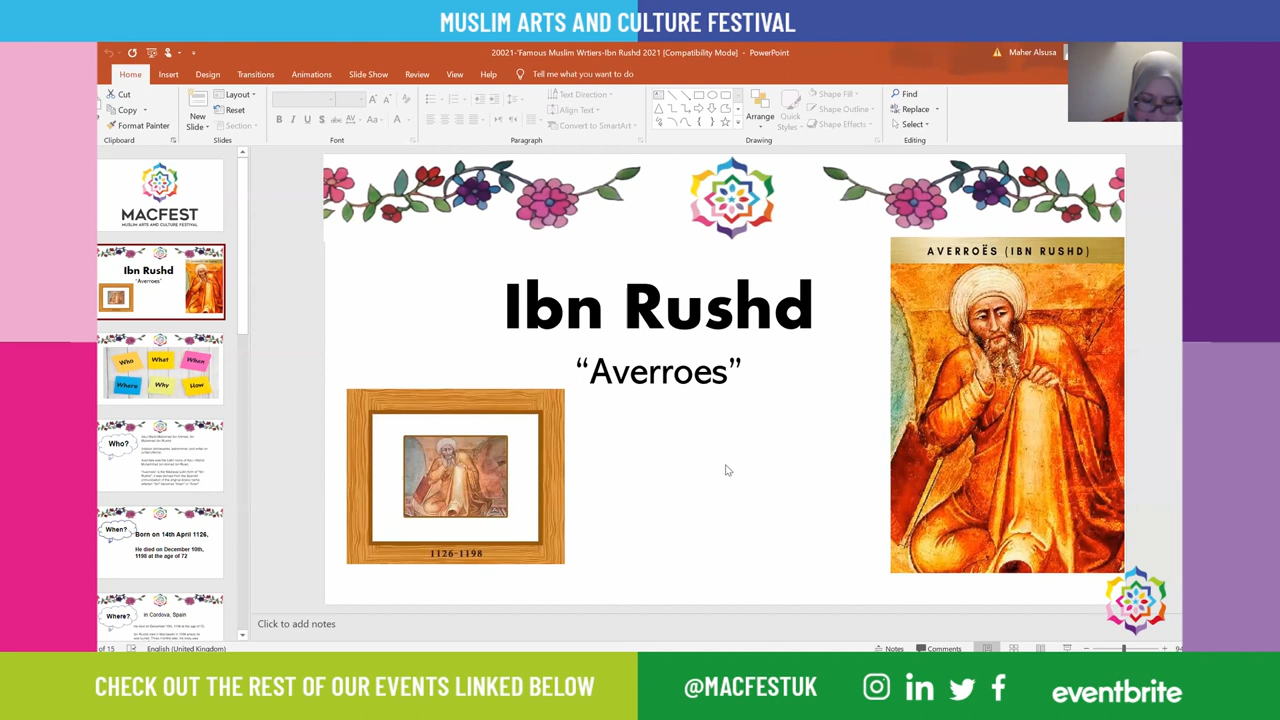 MUSLIM ARTS AND CULTURE FESTIVAL
20021-'Famous Muslim Wrtiers-Ibn Rushd 2021 [Compatibility Mode] - PowerPoint
Maher Alsusa
Home Insert Design Transitions Animations Slide Show Review View Help Tell me what you want to do
Cut
Copy
Format Painter
Clipboard
New
Slide
Layout
Reset
Section
Slides
B I U S abc AV Aa A
Font
Text Direction
Align Text
Convert to SmartArt
Paragraph
Arrange
Quick
Styles
Shape Fill
Shape Outline
Shape Effects
Drawing
Find
Replace
Select
Editing
MACFEST
MUSLIM ARTS AND CULTURE FESTIVAL
Ibn Rushd
"Averroes"
Who What When
Where Why How
Who?
When?
Born on 14th April 1126,
He died on December 10th,
1198 at the age of 72
Where?
in Cordova, Spain
Ibn Rushd
“Averroes”
1126-1198
AVERROËS (IBN RUSHD)
Click to add notes
of 15
English (United Kingdom)
Notes
Comments
CHECK OUT THE REST OF OUR EVENTS LINKED BELOW
@MACFESTUK
eventbrite